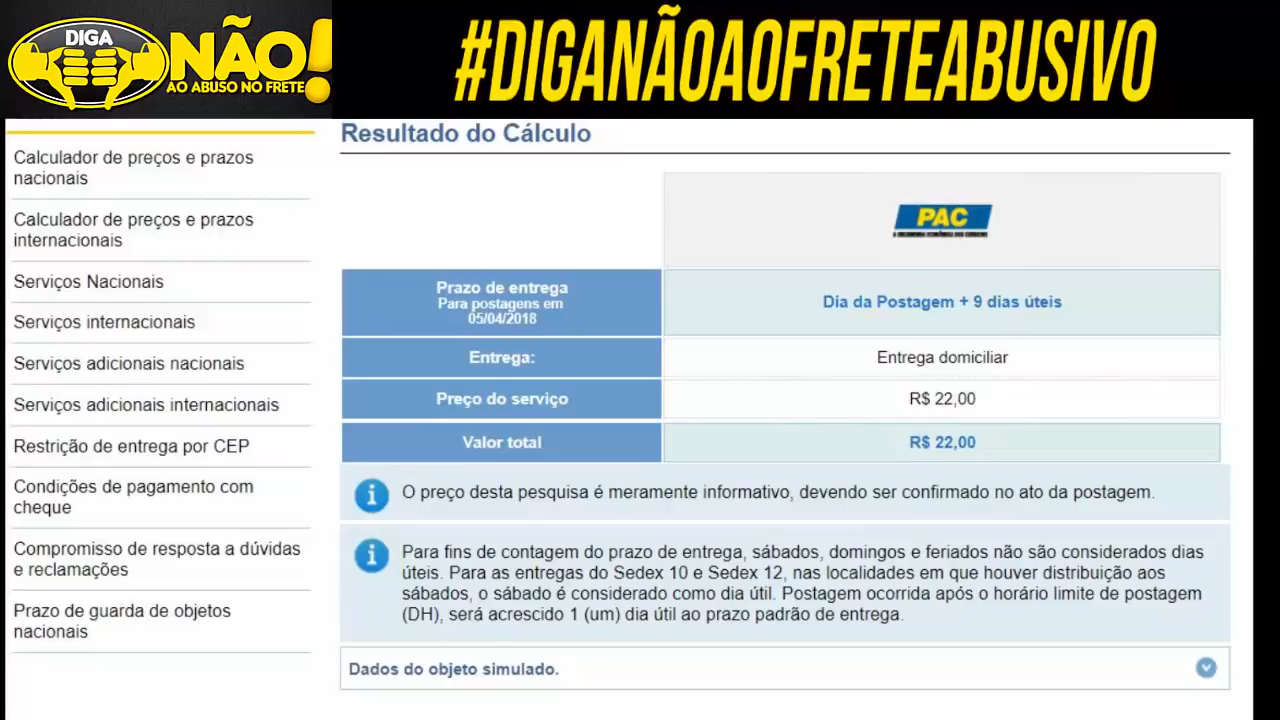 DIGA
NÃO!
AO ABUSO NO FRETE
#DIGANÃOAOFRETEABUSIVO
Calculador de preços e prazos
nacionais
Calculador de preços e prazos
internacionais
Serviços Nacionais
Serviços internacionais
Serviços adicionais nacionais
Serviços adicionais internacionais
Restrição de entrega por CEP
Condições de pagamento com
cheque
Compromisso de resposta a dúvidas
e reclamações
Prazo de guarda de objetos
nacionais
Resultado do Cálculo
PAC
Prazo de entrega
Para postagens em
05/04/2018
Dia da Postagem + 9 dias úteis
Entrega:
Entrega domiciliar
Preço do serviço
R$ 22,00
Valor total
R$ 22,00
O preço desta pesquisa é meramente informativo, devendo ser confirmado no ato da postagem.
Para fins de contagem do prazo de entrega, sábados, domingos e feriados não são considerados dias
úteis. Para as entregas do Sedex 10 e Sedex 12, nas localidades em que houver distribuição aos
sábados, o sábado é considerado como dia útil. Postagem ocorrida após o horário limite de postagem
(DH), será acrescido 1 (um) dia útil ao prazo padrão de entrega.
Dados do objeto simulado.